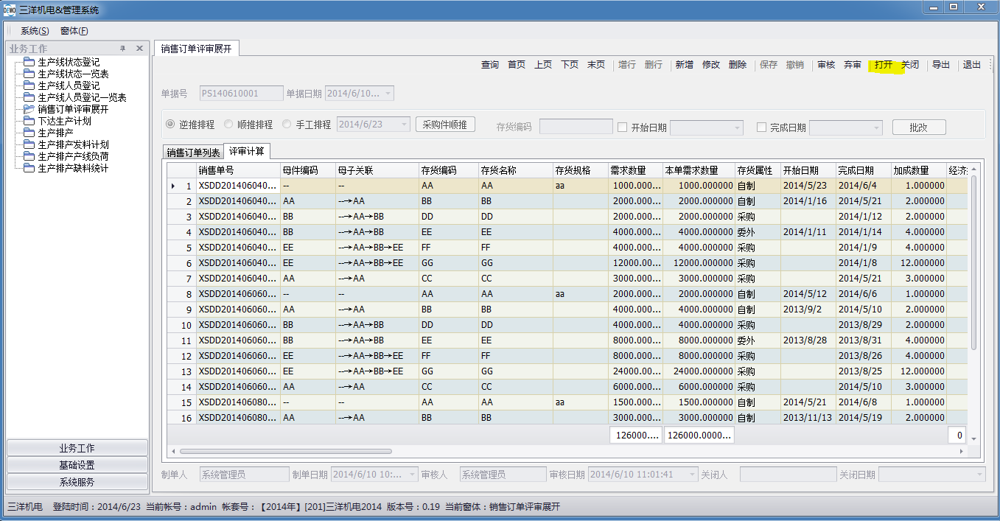 DEMO 三洋机电&管理系统
系统(S) 窗体(F)
业务工作
生产线状态登记
生产线状态一览表
生产线人员登记
生产线人员登记一览表
销售订单评审展开
下达生产计划
生产排产
生产排产发料计划
生产排产产线负荷
生产排产缺料统计
业务工作
基础设置
系统服务
销售订单评审展开
查询 首页 上页 下页 末页 增行 删行 新增 修改 删除 保存 撤销 审核 弃审 打开 关闭 导出 退出
单据号 PS140610001 单据日期 2014/6/10...
逆推排程 顺推排程 手工排程 2014/6/23 采购件顺推 存货编码 开始日期 完成日期 批改
销售订单列表 评审计算
销售单号 母件编码 母子关联 存货编码 存货名称 存货规格 需求数量 本单需求数量 存货属性 开始日期 完成日期 加成数量 经济
1 XSDD201406040... -- -- AA AA aa 1000.000... 1000.000000 自制 2014/5/23 2014/6/4 1.000000
2 XSDD201406040... AA --→AA BB BB 2000.000... 2000.000000 自制 2014/1/16 2014/5/21 2.000000
3 XSDD201406040... BB --→AA→BB DD DD 2000.000... 2000.000000 采购 2014/1/12 2.000000
4 XSDD201406040... BB --→AA→BB EE EE 4000.000... 4000.000000 委外 2014/1/11 2014/1/14 4.000000
5 XSDD201406040... EE --→AA→BB→EE FF FF 4000.000... 4000.000000 采购 2014/1/9 4.000000
6 XSDD201406040... EE --→AA→BB→EE GG GG 12000.00... 12000.000000 采购 2014/1/8 12.000000
7 XSDD201406040... AA --→AA CC CC 3000.000... 3000.000000 采购 2014/5/21 3.000000
8 XSDD201406060... -- -- AA AA aa 2000.000... 2000.000000 自制 2014/5/12 2014/6/6 1.000000
9 XSDD201406060... AA --→AA BB BB 4000.000... 4000.000000 自制 2013/9/2 2014/5/10 2.000000
10 XSDD201406060... BB --→AA→BB DD DD 4000.000... 4000.000000 采购 2013/8/29 2.000000
11 XSDD201406060... BB --→AA→BB EE EE 8000.000... 8000.000000 委外 2013/8/28 2013/8/31 4.000000
12 XSDD201406060... EE --→AA→BB→EE FF FF 8000.000... 8000.000000 采购 2013/8/26 4.000000
13 XSDD201406060... EE --→AA→BB→EE GG GG 24000.00... 24000.000000 采购 2013/8/25 12.000000
14 XSDD201406060... AA --→AA CC CC 6000.000... 6000.000000 采购 2014/5/10 3.000000
15 XSDD201406080... -- -- AA AA aa 1500.000... 1500.000000 自制 2014/5/21 2014/6/8 1.000000
16 XSDD201406080... AA --→AA BB BB 3000.000... 3000.000000 自制 2013/11/13 2014/5/19 2.000000
126000.... 126000.0000... 0
制单人 系统管理员 制单日期 2014/6/10 10:... 审核人 系统管理员 审核日期 2014/6/10 11:01:41 关闭人 关闭日期
三洋机电 登陆时间：2014/6/23 当前帐号：admin 帐套号：【2014年】[201]三洋机电2014 版本号：0.19 当前窗体：销售订单评审展开